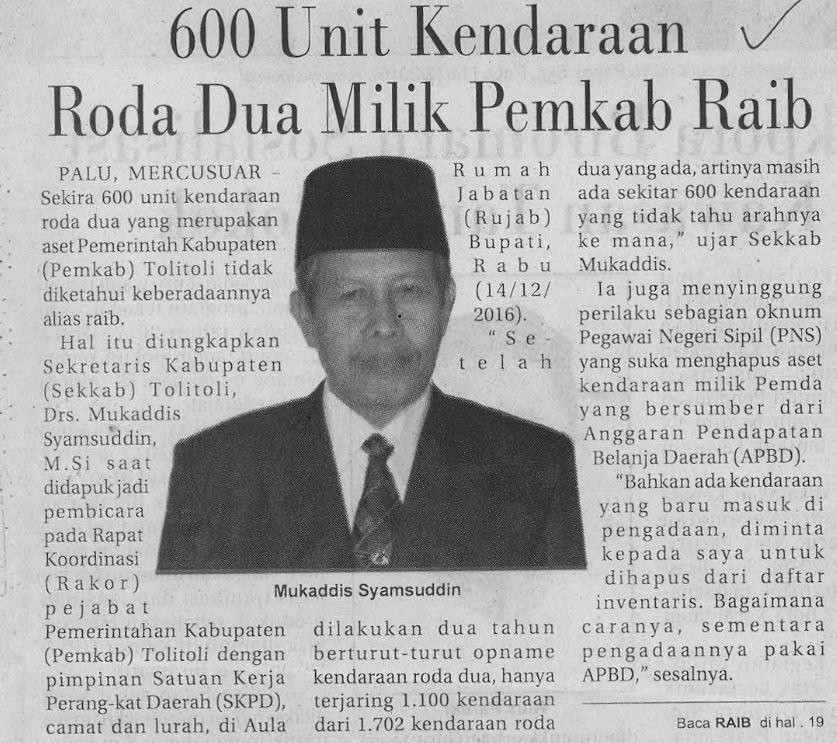 600 Unit Kendaraan
Roda Dua Milik Pemkab Raib
PALU, MERCUSUAR –
Sekira 600 unit kendaraan
roda dua yang merupakan
aset Pemerintah Kabupaten
(Pemkab) Tolitoli tidak
diketahui keberadaannya
alias raib.
Hal itu diungkapkan
Sekretaris Kabupaten
(Sekkab) Tolitoli,
Drs. Mukaddis
Syamsuddin,
M.Si saat
didapuk jadi
pembicara
pada Rapat
Koordinasi
(Rakor)
pejabat
Pemerintahan Kabupaten
(Pemkab) Tolitoli dengan
pimpinan Satuan Kerja
Perang-kat Daerah (SKPD),
camat dan lurah, di Aula
Rumah
Jabatan
(Rujab)
Bupati,
Rabu
(14/12/
2016).
"Se-
telah
Mukaddis Syamsuddin
dilakukan dua tahun
berturut-turut opname
kendaraan roda dua, hanya
terjaring 1.100 kendaraan
dari 1.702 kendaraan roda
dua yang ada, artinya masih
ada sekitar 600 kendaraan
yang tidak tahu arahnya
ke mana," ujar Sekkab
Mukaddis.
Ia juga menyinggung
perilaku sebagian oknum
Pegawai Negeri Sipil (PNS)
yang suka menghapus aset
kendaraan milik Pemda
yang bersumber dari
Anggaran Pendapatan
Belanja Daerah (APBD).
"Bahkan ada kendaraan
yang baru masuk di
pengadaan, diminta
kepada saya untuk
dihapus dari daftar
inventaris. Bagaimana
caranya, sementara
pengadaannya pakai
APBD," sesalnya.
Baca RAIB di hal . 19